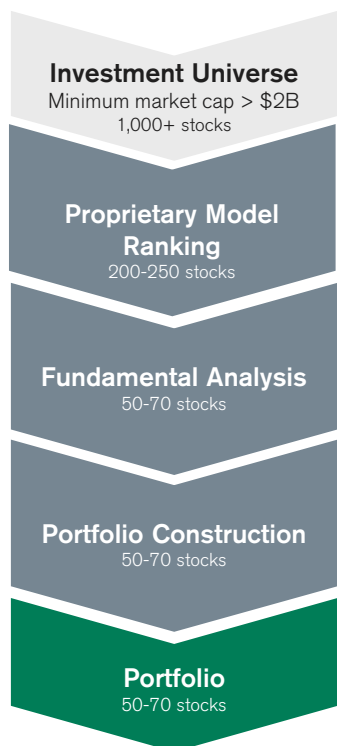 Investment Universe
Minimum market cap > $2B
1,000+ stocks
Proprietary Model
Ranking
200-250 stocks
Fundamental Analysis
50-70 stocks
Portfolio Construction
50-70 stocks
Portfolio
50-70 stocks